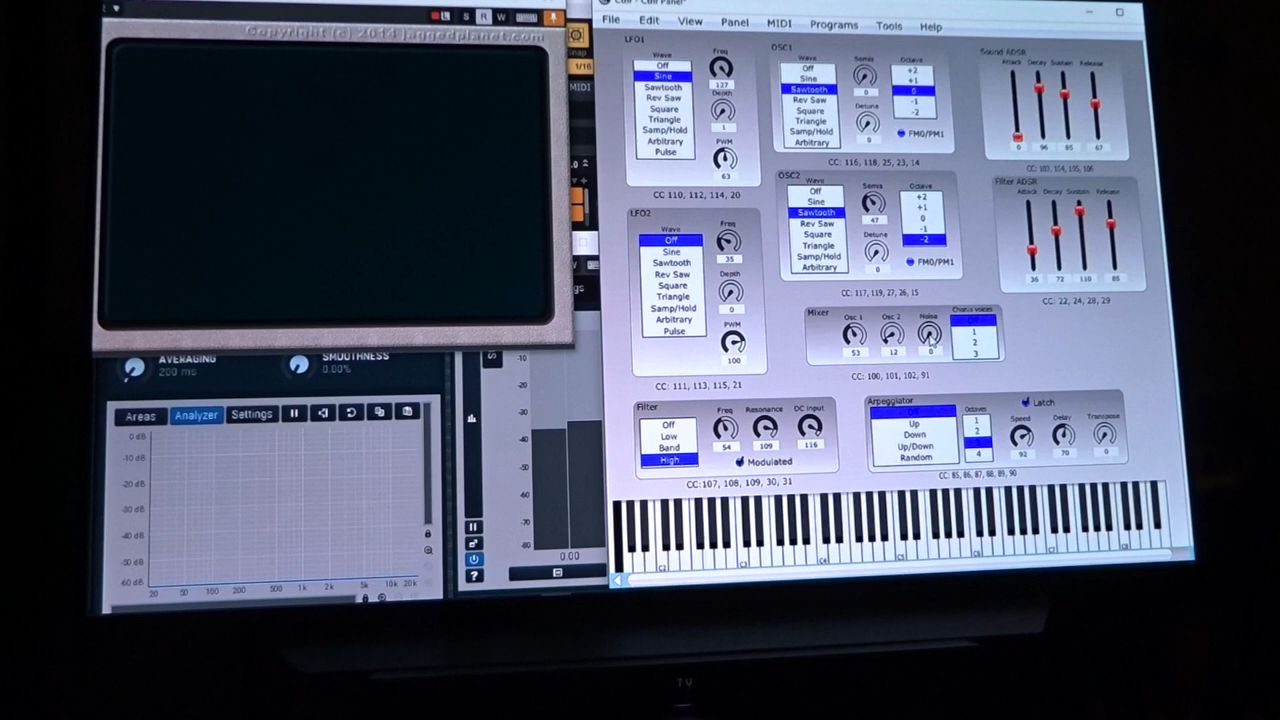 S R W
Copyright (c) 2014 jaggedplanet.com
1/16
MIDI
AVERAGING
200 ms
SMOOTHNESS
0.00%
Areas Analyzer Settings
0 dB
-10 dB
-20 dB
-30 dB
-40 dB
-50 dB
-60 dB
20 50 100 200 500 1k 2k 5k 10k 20k
-10
-20
-30
-40
-50
-60
-70
-80
0.00
File Edit View Panel MIDI Programs Tools Help
LFO1
Wave
Off
Sine
Sawtooth
Rev Saw
Square
Triangle
Samp/Hold
Arbitrary
Pulse
Freq
127
Depth
1
PWM
63
CC 110, 112, 114, 20
OSC1
Wave
Off
Sine
Sawtooth
Rev Saw
Square
Triangle
Samp/Hold
Arbitrary
Semis
0
Detune
0
Octave
+2
+1
0
-1
-2
FM0/PM1
CC: 116, 118, 25, 23, 14
Sound ADSR
Attack Decay Sustain Release
0 96 85 67
CC: 103, 104, 105, 106
LFO2
Wave
Off
Sine
Sawtooth
Rev Saw
Square
Triangle
Samp/Hold
Arbitrary
Pulse
Freq
35
Depth
0
PWM
100
CC: 111, 113, 115, 21
OSC2
Wave
Off
Sine
Sawtooth
Rev Saw
Square
Triangle
Samp/Hold
Arbitrary
Semis
47
Detune
0
Octave
+2
+1
0
-1
-2
FM0/PM1
CC: 117, 119, 27, 26, 15
Filter ADSR
Attack Decay Sustain Release
36 72 110 85
CC: 22, 24, 28, 29
Mixer
Osc 1 Osc 2 Noise
53 12 0
Chorus voices
1
2
3
CC: 100, 101, 102, 91
Filter
Off
Low
Band
High
Freq Resonance DC Input
54 109 116
Modulated
CC:107, 108, 109, 30, 31
Arpeggiator
Off
Up
Down
Up/Down
Random
Octaves
1
2
3
4
Latch
Speed Delay Transpose
92 70 0
CC: 85, 86, 87, 88, 89, 90
C2 C3 C4 C5 C6 C7 C8
TV